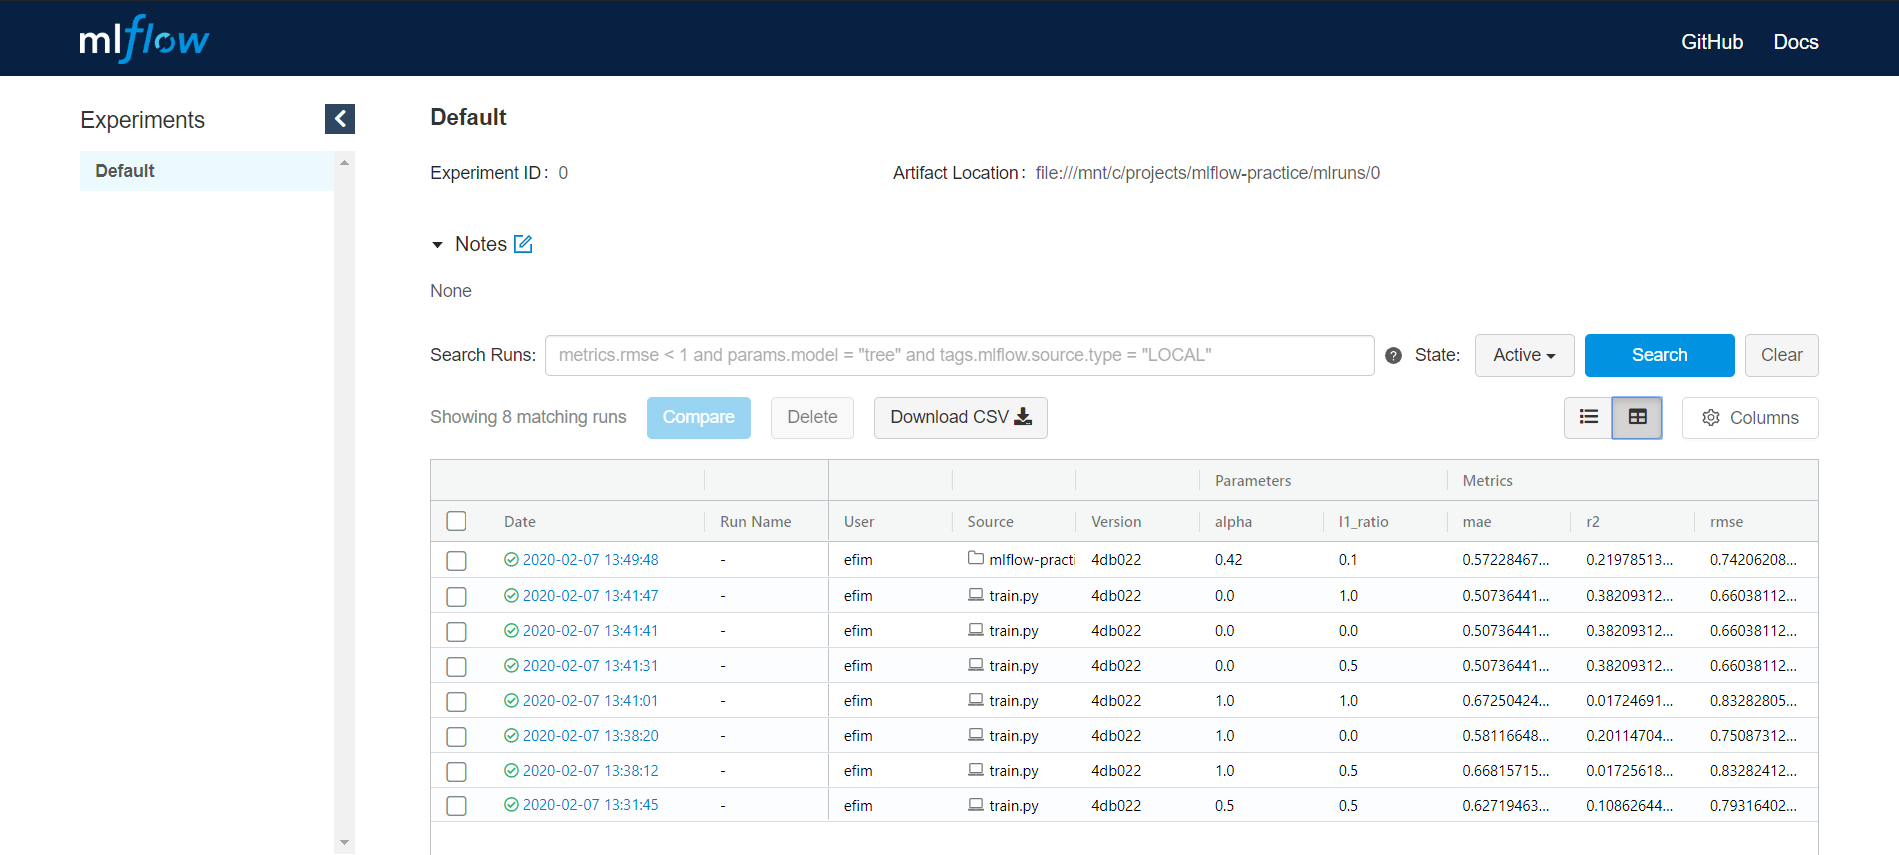 mlflow GitHub Docs
Experiments
Default
Default
Experiment ID: 0 Artifact Location: file:///mnt/c/projects/mlflow-practice/mlruns/0
Notes
None
Search Runs: metrics.rmse < 1 and params.model = "tree" and tags.mlflow.source.type = "LOCAL" ? State: Active Search Clear
Showing 8 matching runs Compare Delete Download CSV Columns
Parameters Metrics
Date Run Name User Source Version alpha l1_ratio mae r2 rmse
2020-02-07 13:49:48 - efim mlflow-practi 4db022 0.42 0.1 0.57228467... 0.21978513... 0.74206208...
2020-02-07 13:41:47 - efim train.py 4db022 0.0 1.0 0.50736441... 0.38209312... 0.66038112...
2020-02-07 13:41:41 - efim train.py 4db022 0.0 0.0 0.50736441... 0.38209312... 0.66038112...
2020-02-07 13:41:31 - efim train.py 4db022 0.0 0.5 0.50736441... 0.38209312... 0.66038112...
2020-02-07 13:41:01 - efim train.py 4db022 1.0 1.0 0.67250424... 0.01724691... 0.83282805...
2020-02-07 13:38:20 - efim train.py 4db022 1.0 0.0 0.58116648... 0.20114704... 0.75087312...
2020-02-07 13:38:12 - efim train.py 4db022 1.0 0.5 0.66815715... 0.01725618... 0.83282412...
2020-02-07 13:31:45 - efim train.py 4db022 0.5 0.5 0.62719463... 0.10862644... 0.79316402...